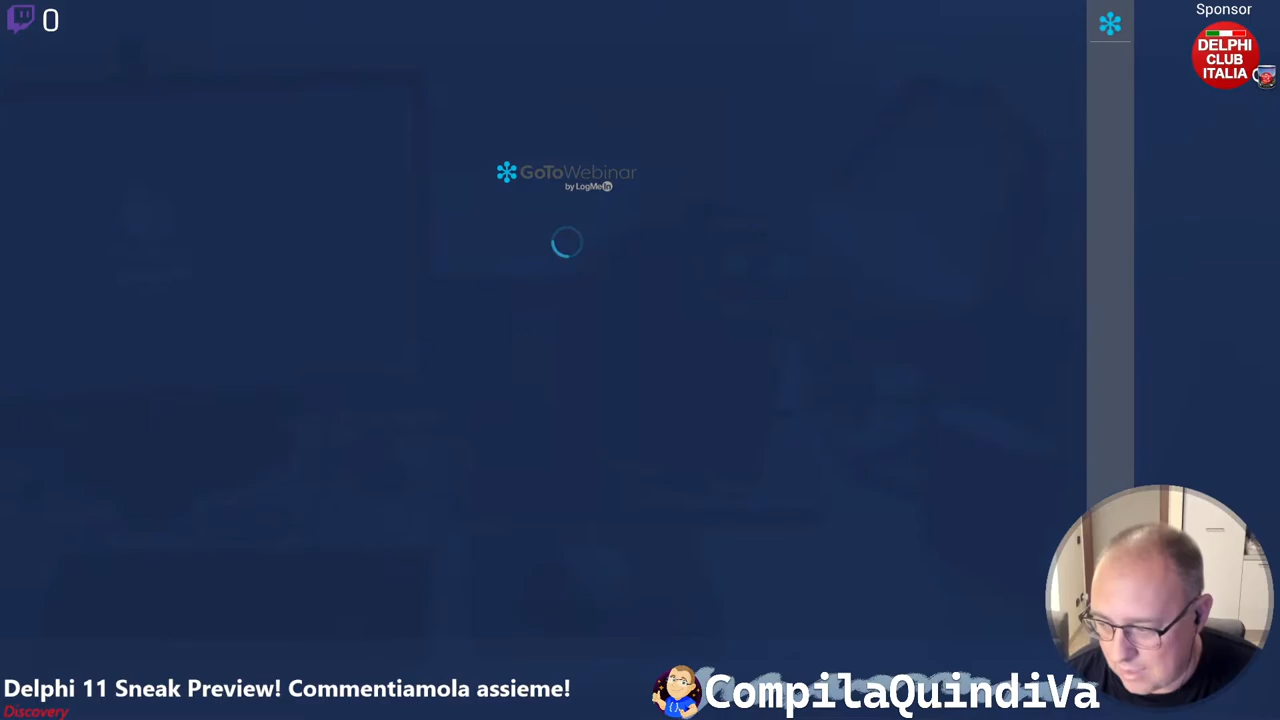 0
Sponsor
DELPHI
CLUB
ITALIA
GoToWebinar
by LogMeIn
Delphi 11 Sneak Preview! Commentiamola assieme!
Discovery
CompilaQuindiVa